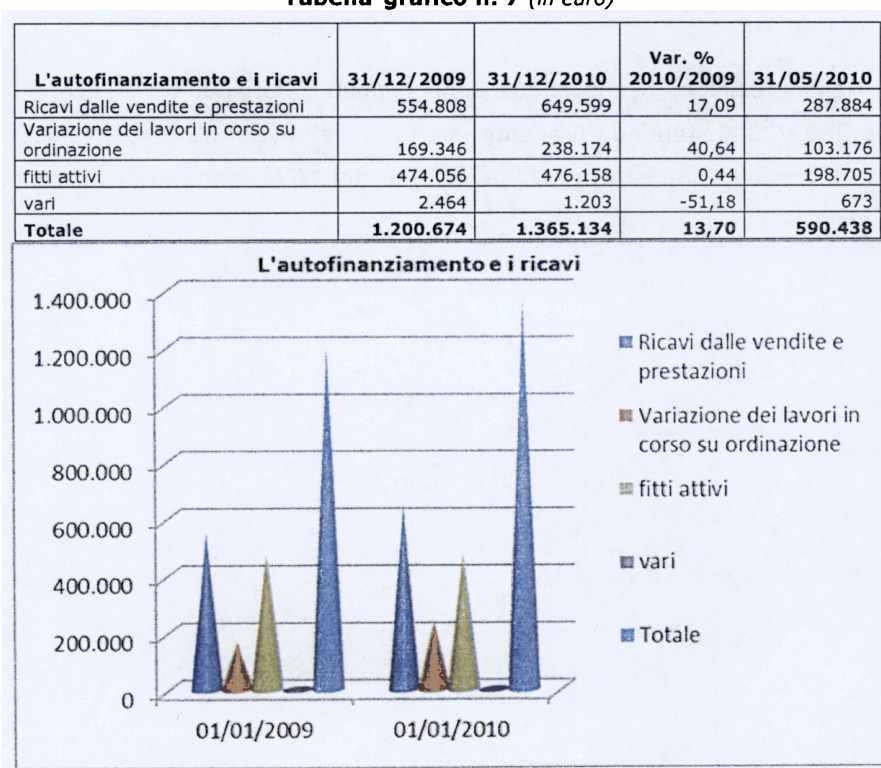 Tabella grafico n. 7 (in euro)
L'autofinanziamento e i ricavi 31/12/2009 31/12/2010 Var. % 2010/2009 31/05/2010
Ricavi dalle vendite e prestazioni 554.808 649.599 17,09 287.884
Variazione dei lavori in corso su
ordinazione 169.346 238.174 40,64 103.176
fitti attivi 474.056 476.158 0,44 198.705
vari 2.464 1.203 -51,18 673
Totale 1.200.674 1.365.134 13,70 590.438
L'autofinanziamento e i ricavi
1.400.000
1.200.000
1.000.000
800.000
600.000
400.000
200.000
0
01/01/2009
01/01/2010
Ricavi dalle vendite e
prestazioni
Variazione dei lavori in
corso su ordinazione
fitti attivi
vari
Totale